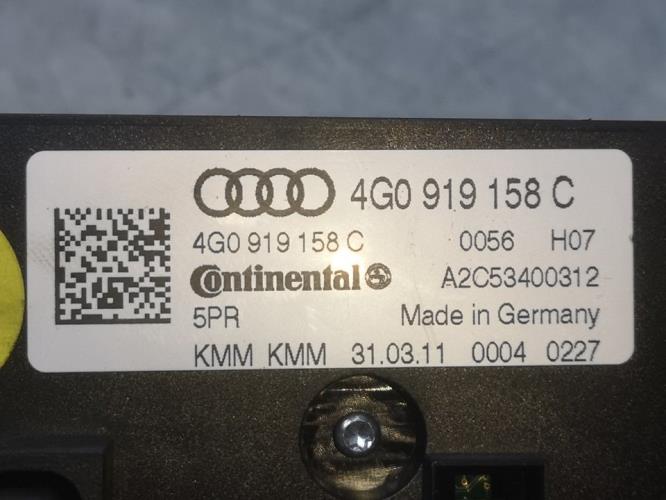 4G0 919 158 C
4G0 919 158 C 0056 H07
Continental A2C53400312
5PR Made in Germany
KMM KMM 31.03.11 0004 0227